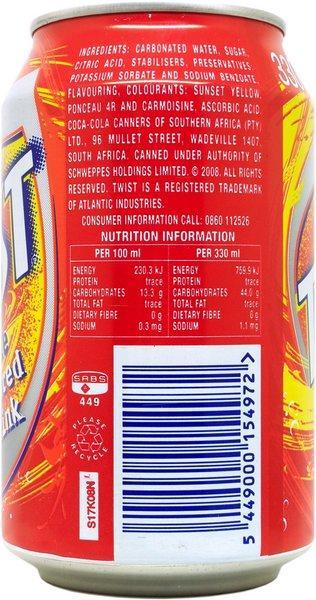 INGREDIENTS: CARBONATED WATER, SUGAR,
CITRIC ACID, STABILISERS, PRESERVATIVES
POTASSIUM SORBATE AND SODIUM BENZOATE,
FLAVOURING, COLOURANTS: SUNSET YELLOW,
PONCEAU 4R AND CARMOISINE, ASCORBIC ACID.
COCA-COLA CANNERS OF SOUTHERN AFRICA (PTY)
LTD., 96 MULLET STREET, WADEVILLE 1407,
SOUTH AFRICA. CANNED UNDER AUTHORITY OF
SCHWEPPES HOLDINGS LIMITED. © 2008. ALL RIGHTS
RESERVED. TWIST IS A REGISTERED TRADEMARK
OF ATLANTIC INDUSTRIES.
CONSUMER INFORMATION CALL: 0860 112526
NUTRITION INFORMATION
PER 100 ml PER 330 ml
ENERGY 230.3 kJ ENERGY 759.9 kJ
PROTEIN trace PROTEIN trace
CARBOHYDRATES 13.3 g CARBOHYDRATES 44.0 g
TOTAL FAT trace TOTAL FAT trace
DIETARY FIBRE 0 g DIETARY FIBRE 0 g
SODIUM 0.3 mg SODIUM 1.1 mg
SABS
449
PLEASE RECYCLE
S17K08N
5 449000 154972 >
330
T